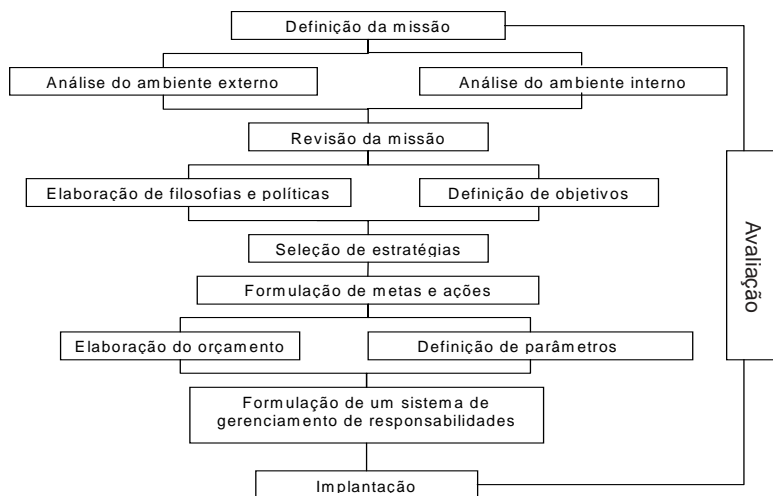 Definição da missão
Análise do ambiente externo
Análise do ambiente interno
Revisão da missão
Elaboração de filosofias e políticas
Definição de objetivos
Seleção de estratégias
Formulação de metas e ações
Elaboração do orçamento
Definição de parâmetros
Formulação de um sistema de
gerenciamento de responsabilidades
Implantação
Avaliação